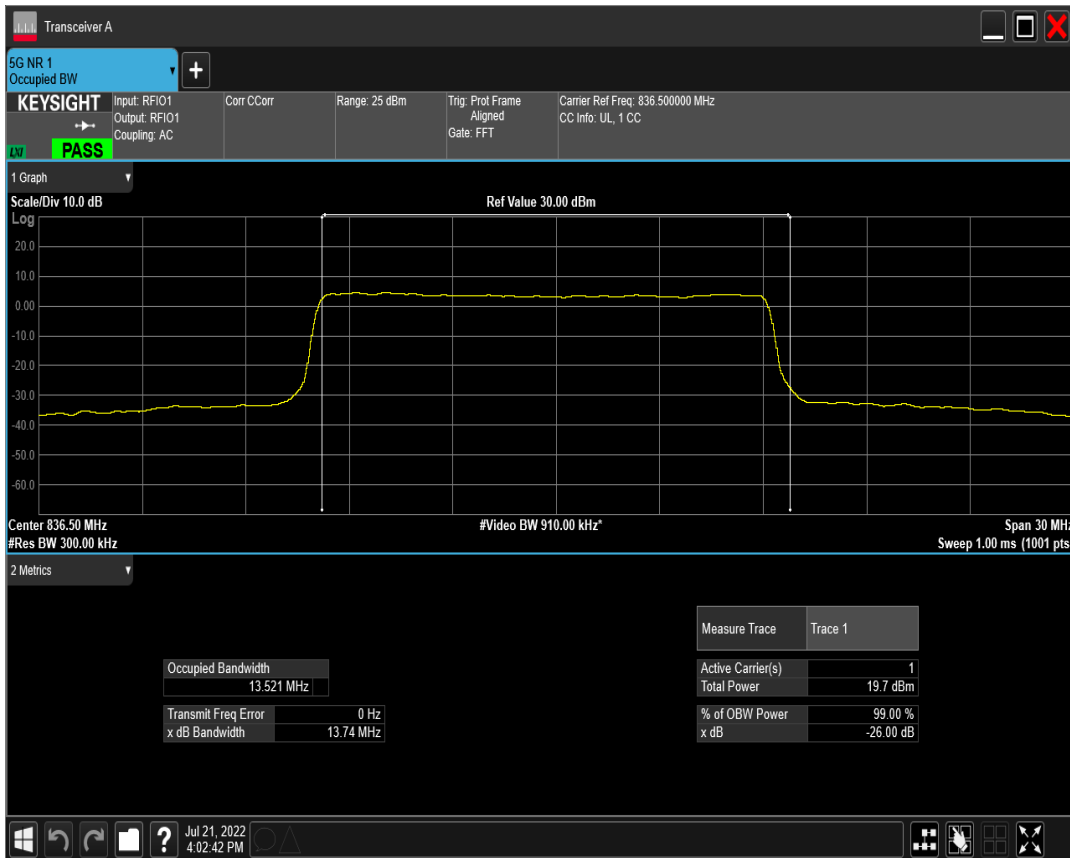 Transceiver A
5G NR 1
Occupied BW
+
KEYSIGHT
LXI
PASS
Input: RFIO1
Output: RFIO1
Coupling: AC
Corr CCorr
Range: 25 dBm
Trig: Prot Frame
Aligned
Gate: FFT
Carrier Ref Freq: 836.500000 MHz
CC Info: UL, 1 CC
1 Graph
Scale/Div 10.0 dB
Ref Value 30.00 dBm
Log
20.0
10.0
0.00
-10.0
-20.0
-30.0
-40.0
-50.0
-60.0
Center 836.50 MHz
#Video BW 910.00 kHz*
Span 30 MHz
#Res BW 300.00 kHz
Sweep 1.00 ms (1001 pts
2 Metrics
Measure Trace Trace 1
Occupied Bandwidth
13.521 MHz
Active Carrier(s) 1
Total Power 19.7 dBm
Transmit Freq Error 0 Hz
x dB Bandwidth 13.74 MHz
% of OBW Power 99.00 %
x dB -26.00 dB
?
Jul 21, 2022
4:02:42 PM